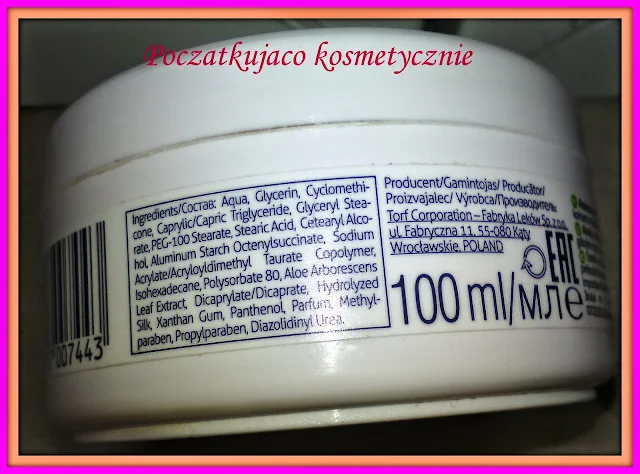 Poczatkujaco kosmetycznie
Ingredients/Состав: Aqua, Glycerin, Cyclomethi-
cone, Caprylic/Capric Triglyceride, Glyceryl Stea-
rate, PEG-100 Stearate, Stearic Acid, Cetearyl Alco-
hol, Aluminum Starch Octenylsuccinate, Sodium
Acrylate/Acryloyldimethyl Taurate Copolymer,
Isohexadecane, Polysorbate 80, Aloe Arborescens
Leaf Extract, Dicaprylate/Dicaprate, Hydrolyzed
Silk, Xanthan Gum, Panthenol, Parfum, Methyl-
paraben, Propylparaben, Diazolidinyl Urea.
Producent/Gamintojas/ Producător/
Proizvajalec/ Výrobca/Производитель:
Torf Corporation – Fabryka Leków Sp. z o.o.
ul. Fabryczna 11, 55-080 Kąty
Wrocławskie, POLAND
EAC
100 ml/мл e
007443